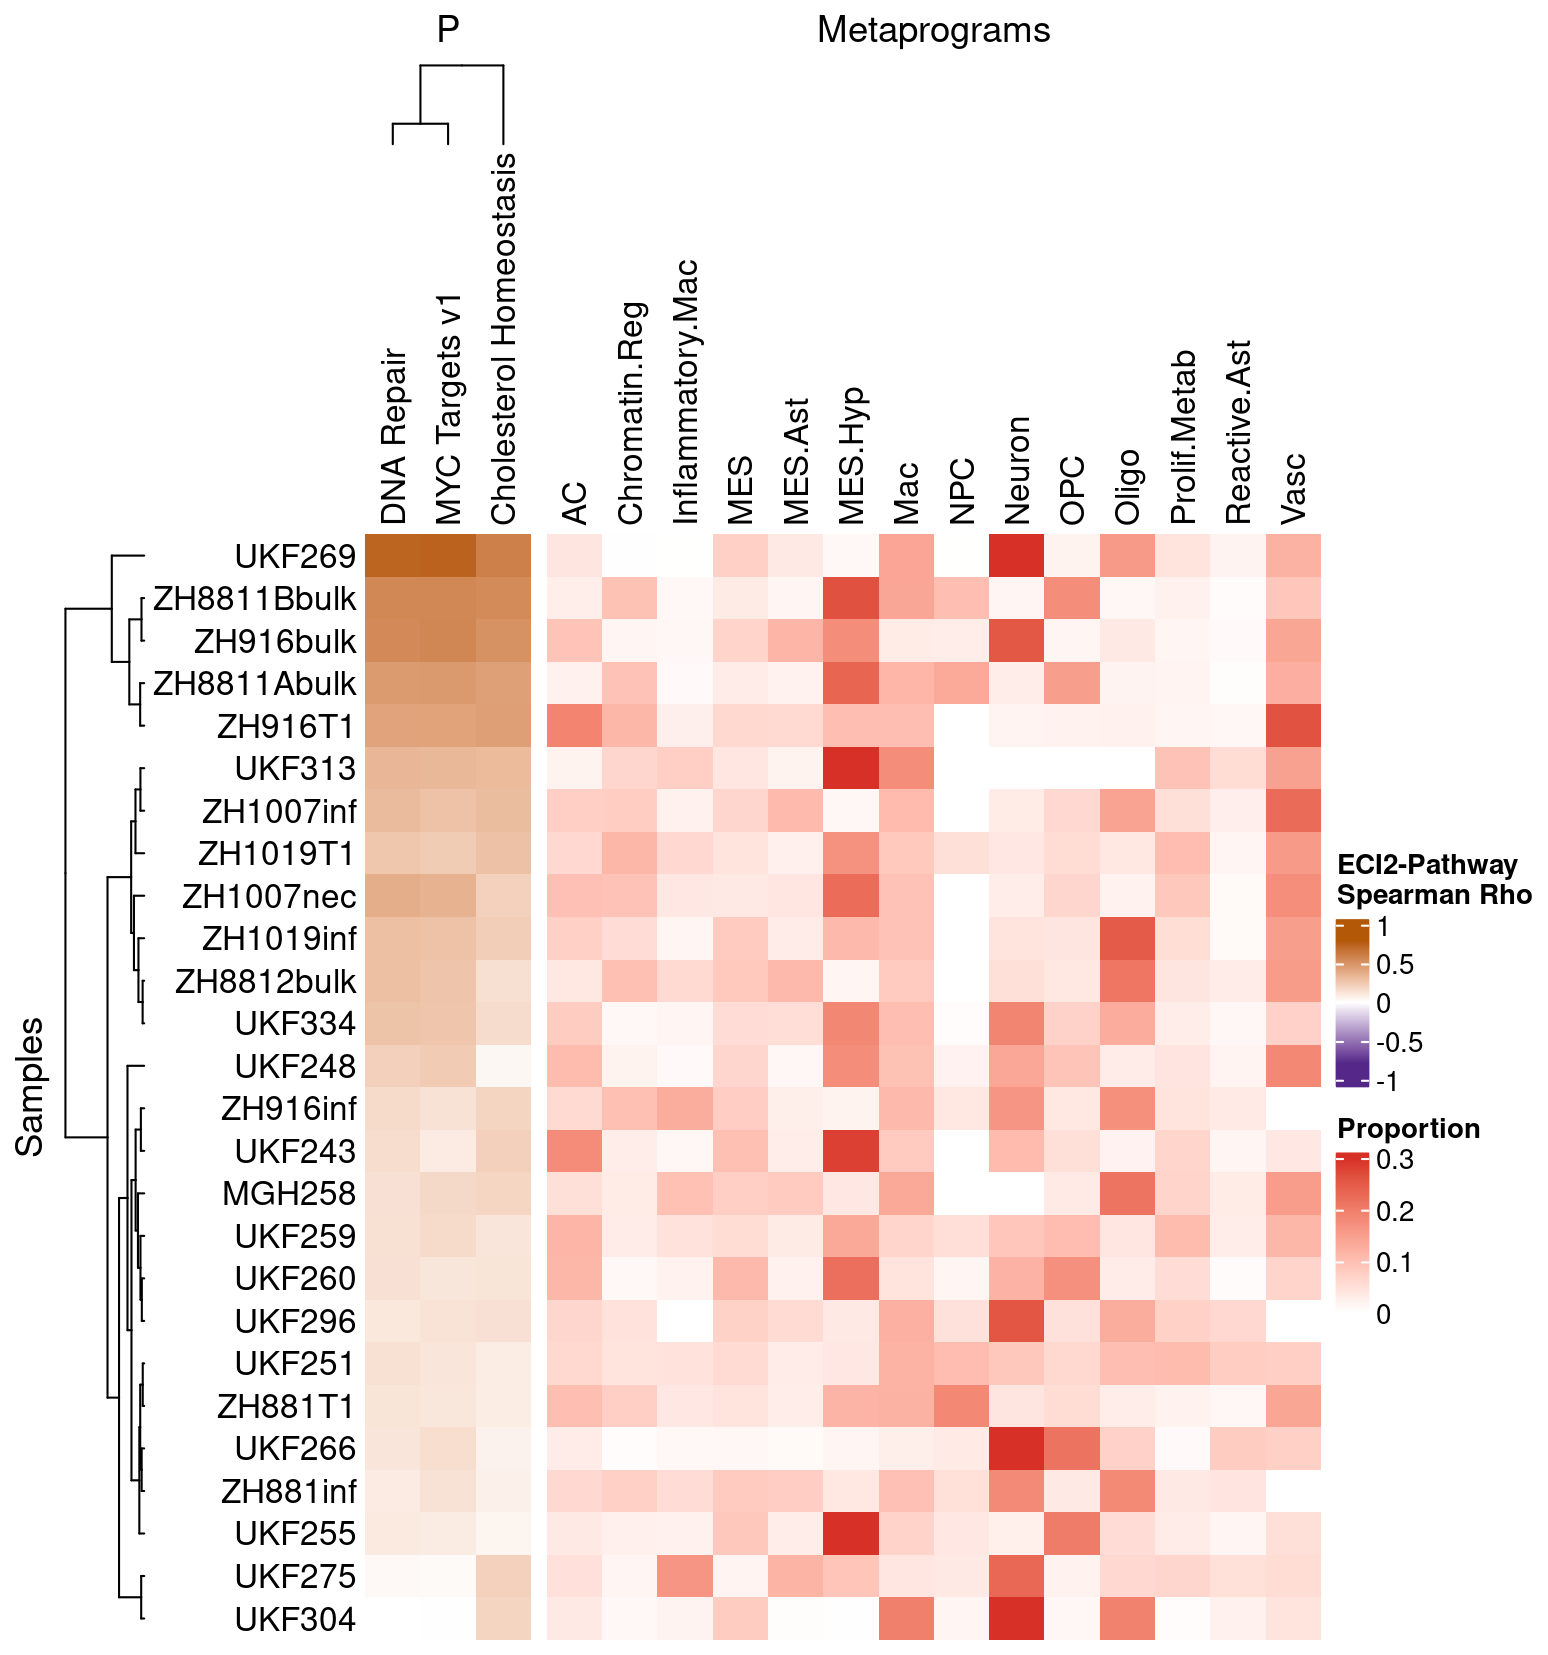 P
Metaprograms
DNA Repair
MYC Targets v1
Cholesterol Homeostasis
AC
Chromatin.Reg
Inflammatory.Mac
MES
MES.Ast
MES.Hyp
Mac
NPC
Neuron
OPC
Oligo
Prolif.Metab
Reactive.Ast
Vasc
Samples
UKF269
ZH8811Bbulk
ZH916bulk
ZH8811Abulk
ZH916T1
UKF313
ZH1007inf
ZH1019T1
ZH1007nec
ZH1019inf
ZH8812bulk
UKF334
UKF248
ZH916inf
UKF243
MGH258
UKF259
UKF260
UKF296
UKF251
ZH881T1
UKF266
ZH881inf
UKF255
UKF275
UKF304
ECI2-Pathway
Spearman Rho
1
0.5
0
-0.5
-1
Proportion
0.3
0.2
0.1
0